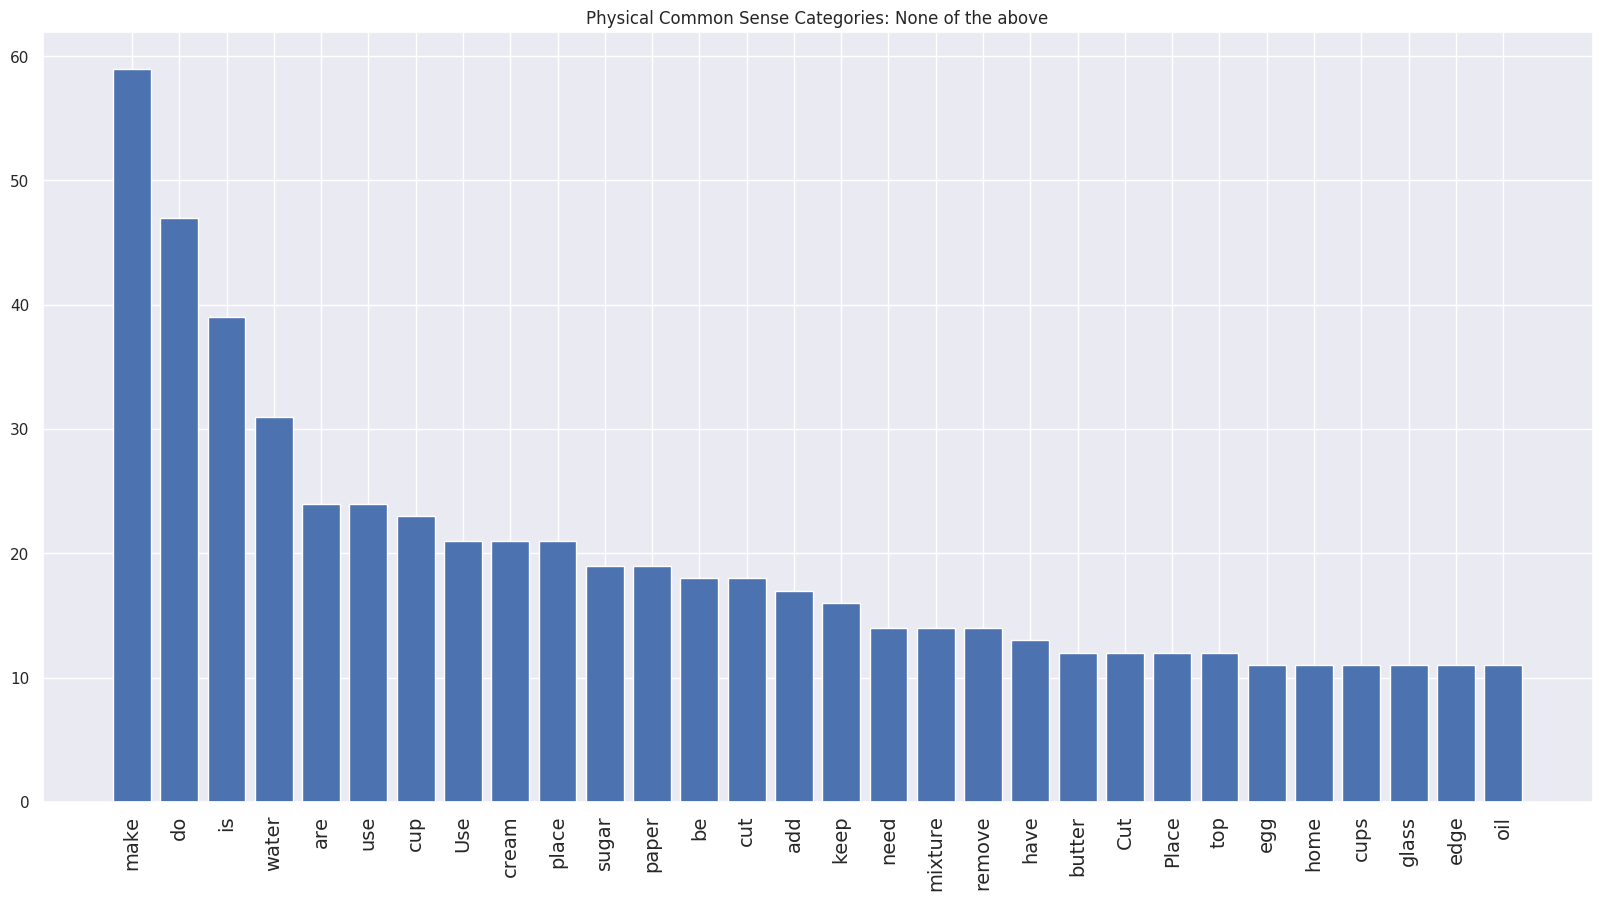 Physical Common Sense Categories: None of the above
60
50
40
30
20
10
0
make
do
is
water
are
use
cup
Use
cream
place
sugar
paper
be
cut
add
keep
need
mixture
remove
have
butter
Cut
Place
top
egg
home
cups
glass
edge
oil